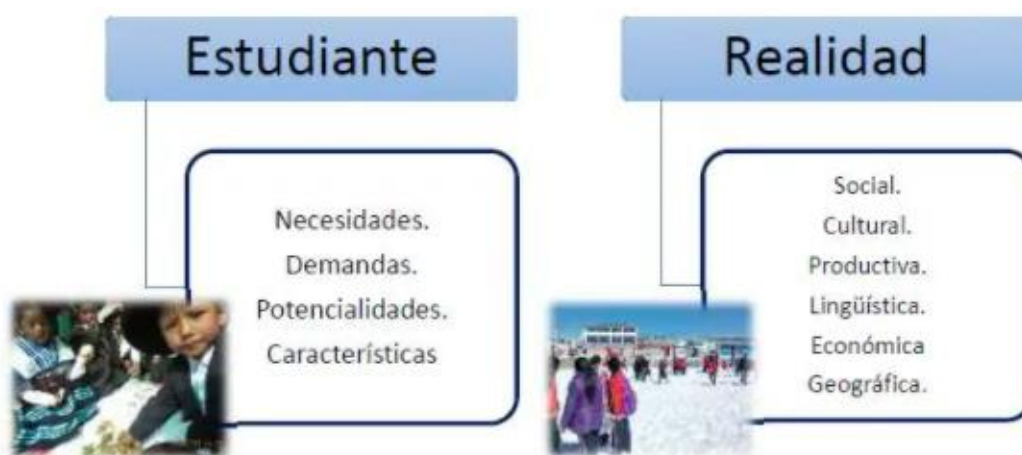 Estudiante
Necesidades.
Demandas.
Potencialidades.
Características
Realidad
Social.
Cultural.
Productiva.
Lingüística.
Económica
Geográfica.